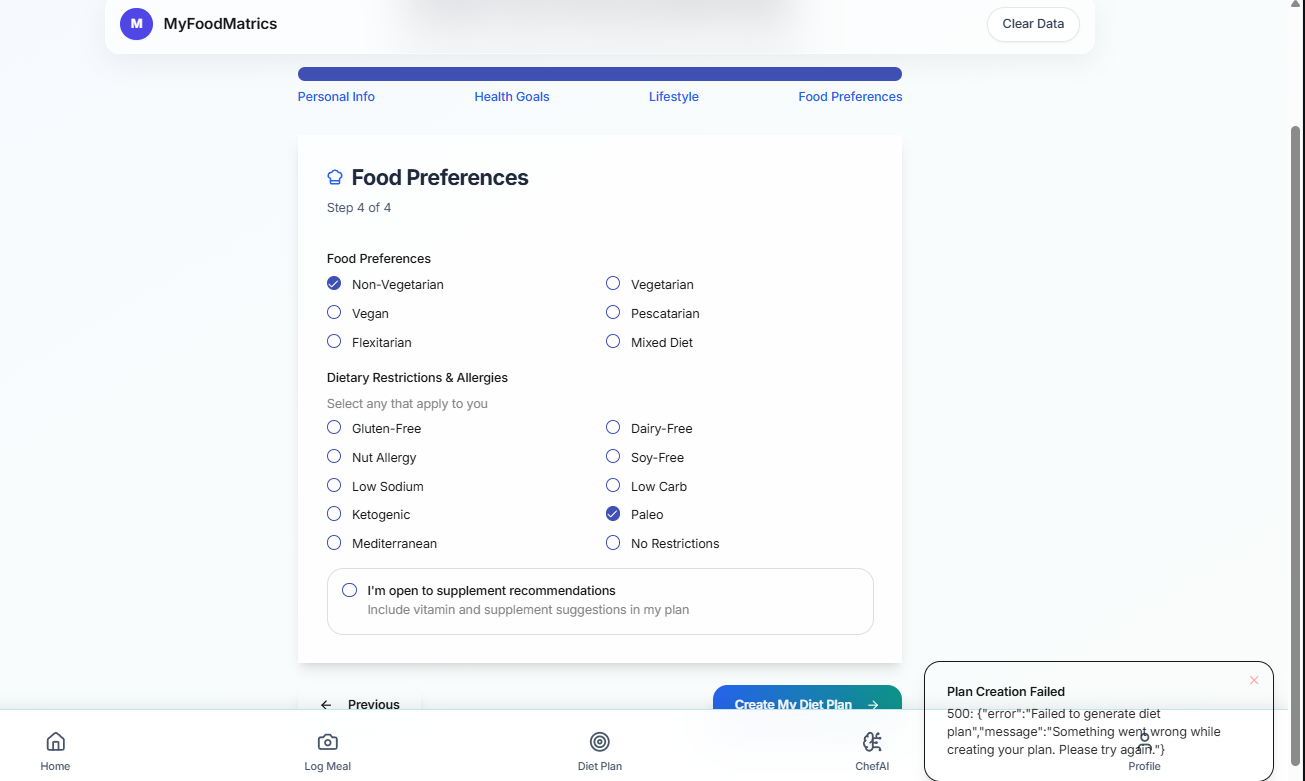 M MyFoodMatrics Clear Data
Personal Info Health Goals Lifestyle Food Preferences
Food Preferences
Step 4 of 4
Food Preferences
Non-Vegetarian Vegetarian
Vegan Pescatarian
Flexitarian Mixed Diet
Dietary Restrictions & Allergies
Select any that apply to you
Gluten-Free Dairy-Free
Nut Allergy Soy-Free
Low Sodium Low Carb
Ketogenic Paleo
Mediterranean No Restrictions
I'm open to supplement recommendations
Include vitamin and supplement suggestions in my plan
← Previous Create My Diet Plan →
Plan Creation Failed
500: {"error":"Failed to generate diet
plan","message":"Something went wrong while
creating your plan. Please try again."}
Home Log Meal Diet Plan ChefAI Profile